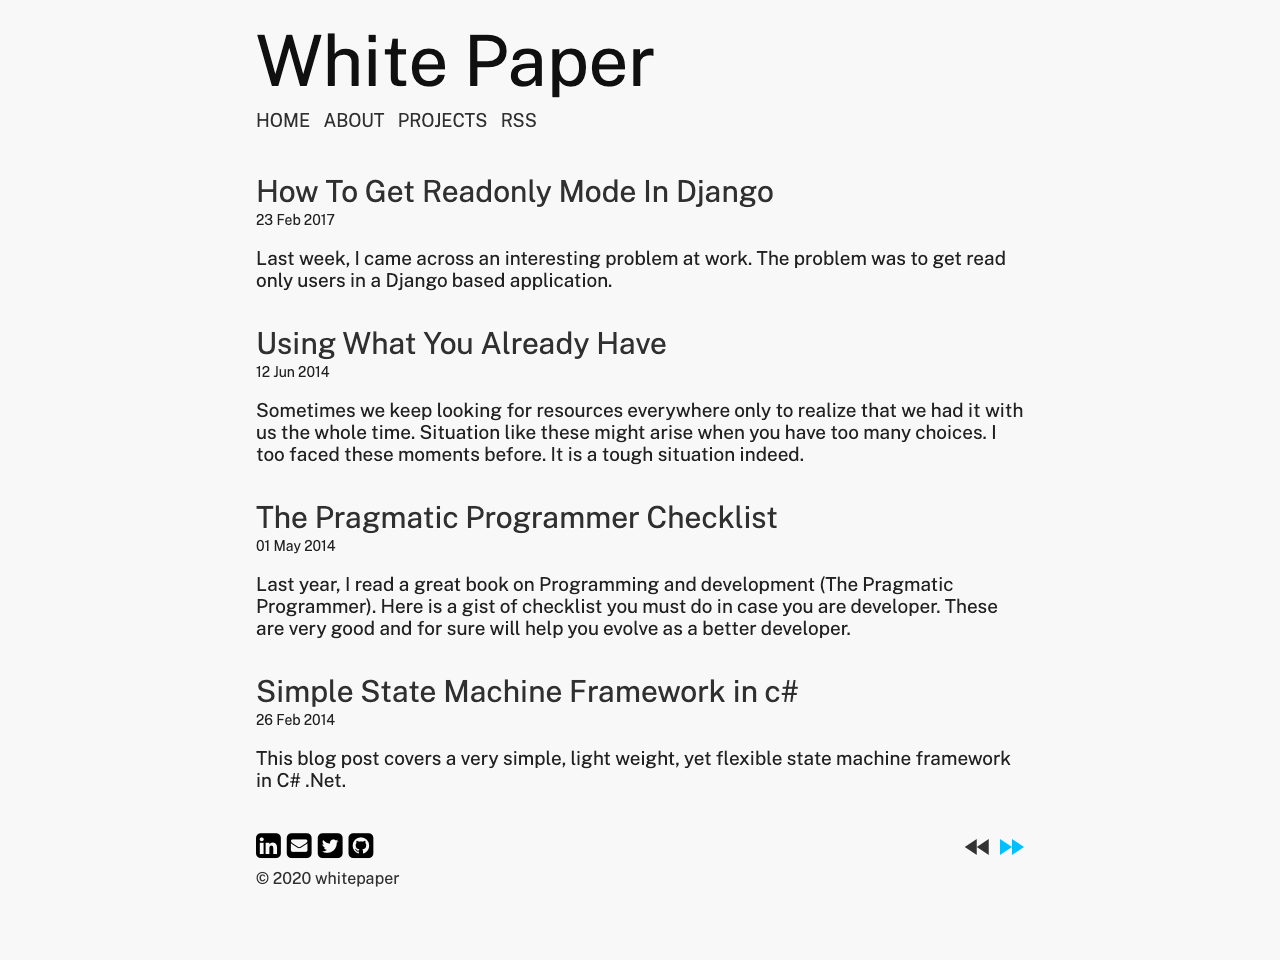 White Paper
HOME ABOUT PROJECTS RSS
How To Get Readonly Mode In Django
23 Feb 2017
Last week, I came across an interesting problem at work. The problem was to get read
only users in a Django based application.
Using What You Already Have
12 Jun 2014
Sometimes we keep looking for resources everywhere only to realize that we had it with
us the whole time. Situation like these might arise when you have too many choices. I
too faced these moments before. It is a tough situation indeed.
The Pragmatic Programmer Checklist
01 May 2014
Last year, I read a great book on Programming and development (The Pragmatic
Programmer). Here is a gist of checklist you must do in case you are developer. These
are very good and for sure will help you evolve as a better developer.
Simple State Machine Framework in c#
26 Feb 2014
This blog post covers a very simple, light weight, yet flexible state machine framework
in C# .Net.
© 2020 whitepaper